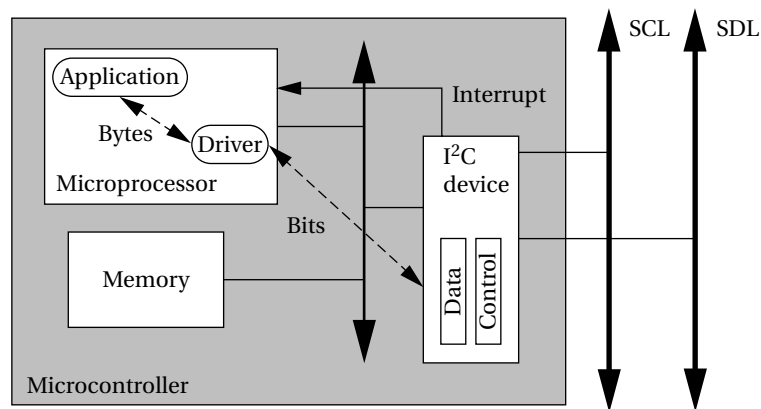 SCL
SDL
Application
Interrupt
Bytes
Driver
I²C
device
Microprocessor
Bits
Memory
Data
Control
Microcontroller